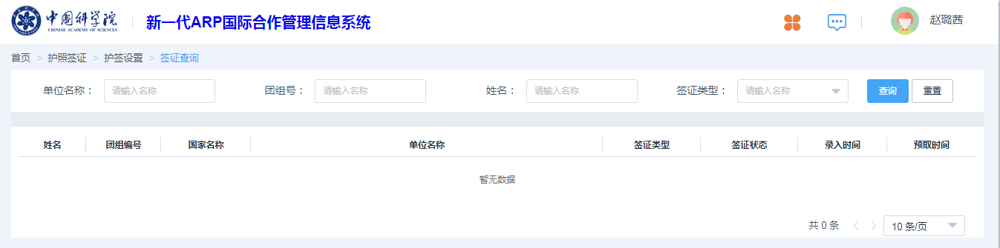 中国科学院
CHINESE ACADEMY OF SCIENCES
新一代ARP国际合作管理信息系统
赵璐茜
首页 > 护照签证 > 护签设置 > 签证查询
单位名称： 请输入名称 团组号： 请输入名称 姓名： 请输入名称 签证类型： 请输入名称 查询 重置
姓名 团组编号 国家名称 单位名称 签证类型 签证状态 录入时间 预取时间
暂无数据
共 0 条 < > 10 条/页